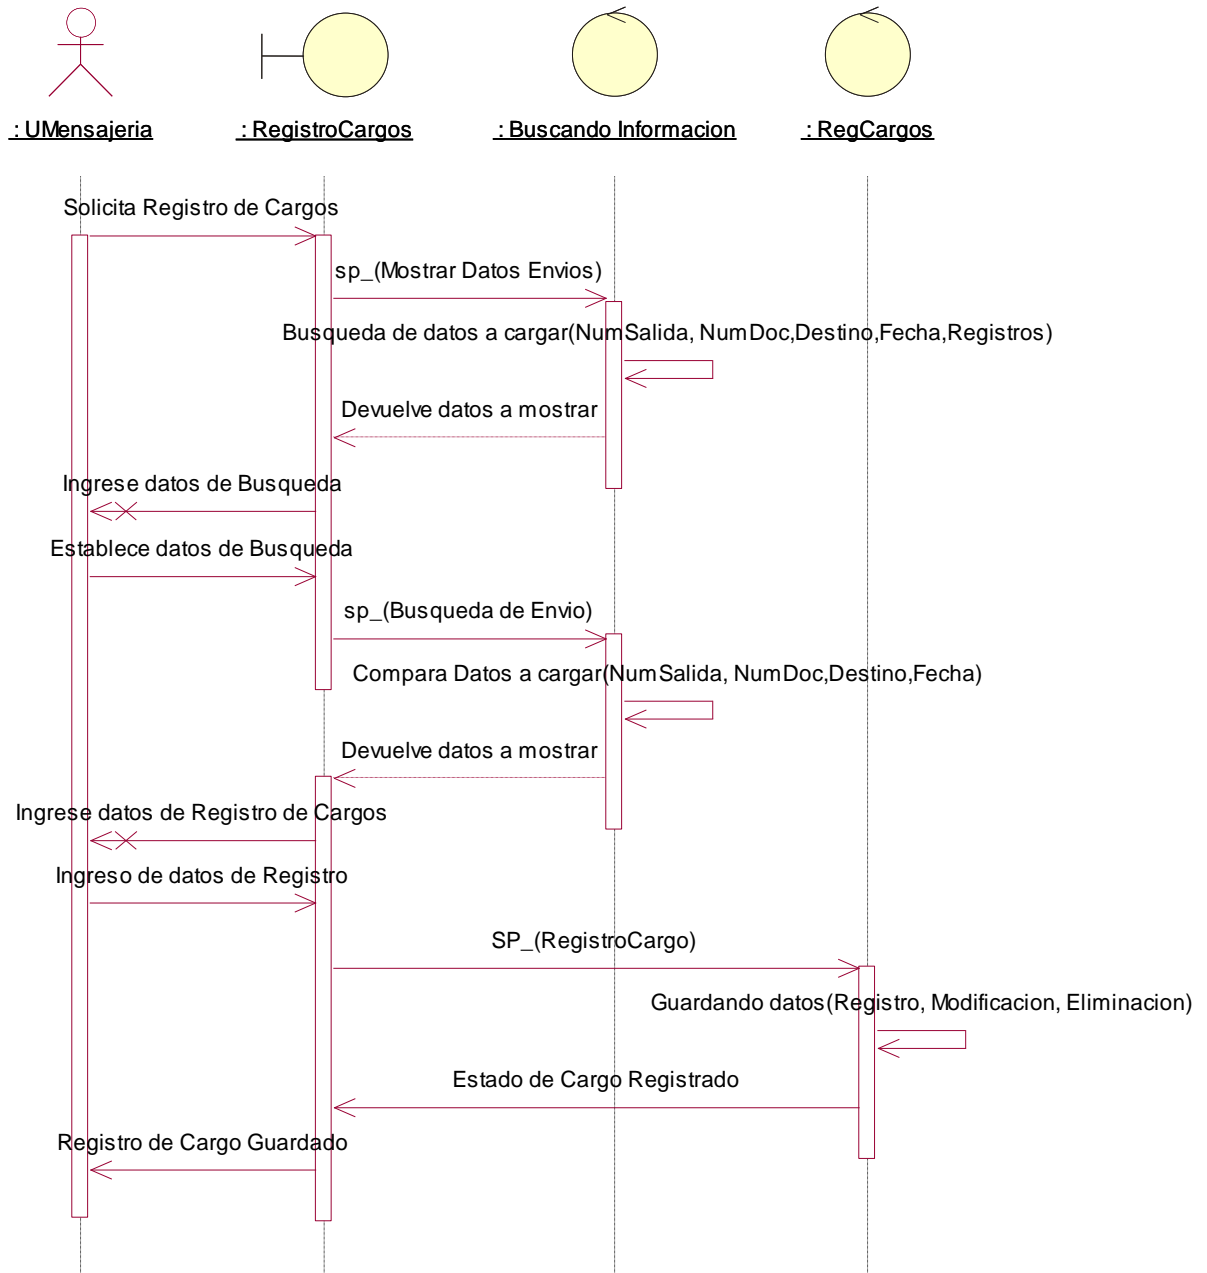 : UMensajeria
: RegistroCargos
: Buscando Informacion
: RegCargos
Solicita Registro de Cargos
sp_(Mostrar Datos Envios)
Busqueda de datos a cargar(NumSalida, NumDoc,Destino,Fecha,Registros)
Devuelve datos a mostrar
Ingrese datos de Busqueda
Establece datos de Busqueda
sp_(Busqueda de Envio)
Compara Datos a cargar(NumSalida, NumDoc,Destino,Fecha)
Devuelve datos a mostrar
Ingrese datos de Registro de Cargos
Ingreso de datos de Registro
SP_(RegistroCargo)
Guardando datos(Registro, Modificacion, Eliminacion)
Estado de Cargo Registrado
Registro de Cargo Guardado